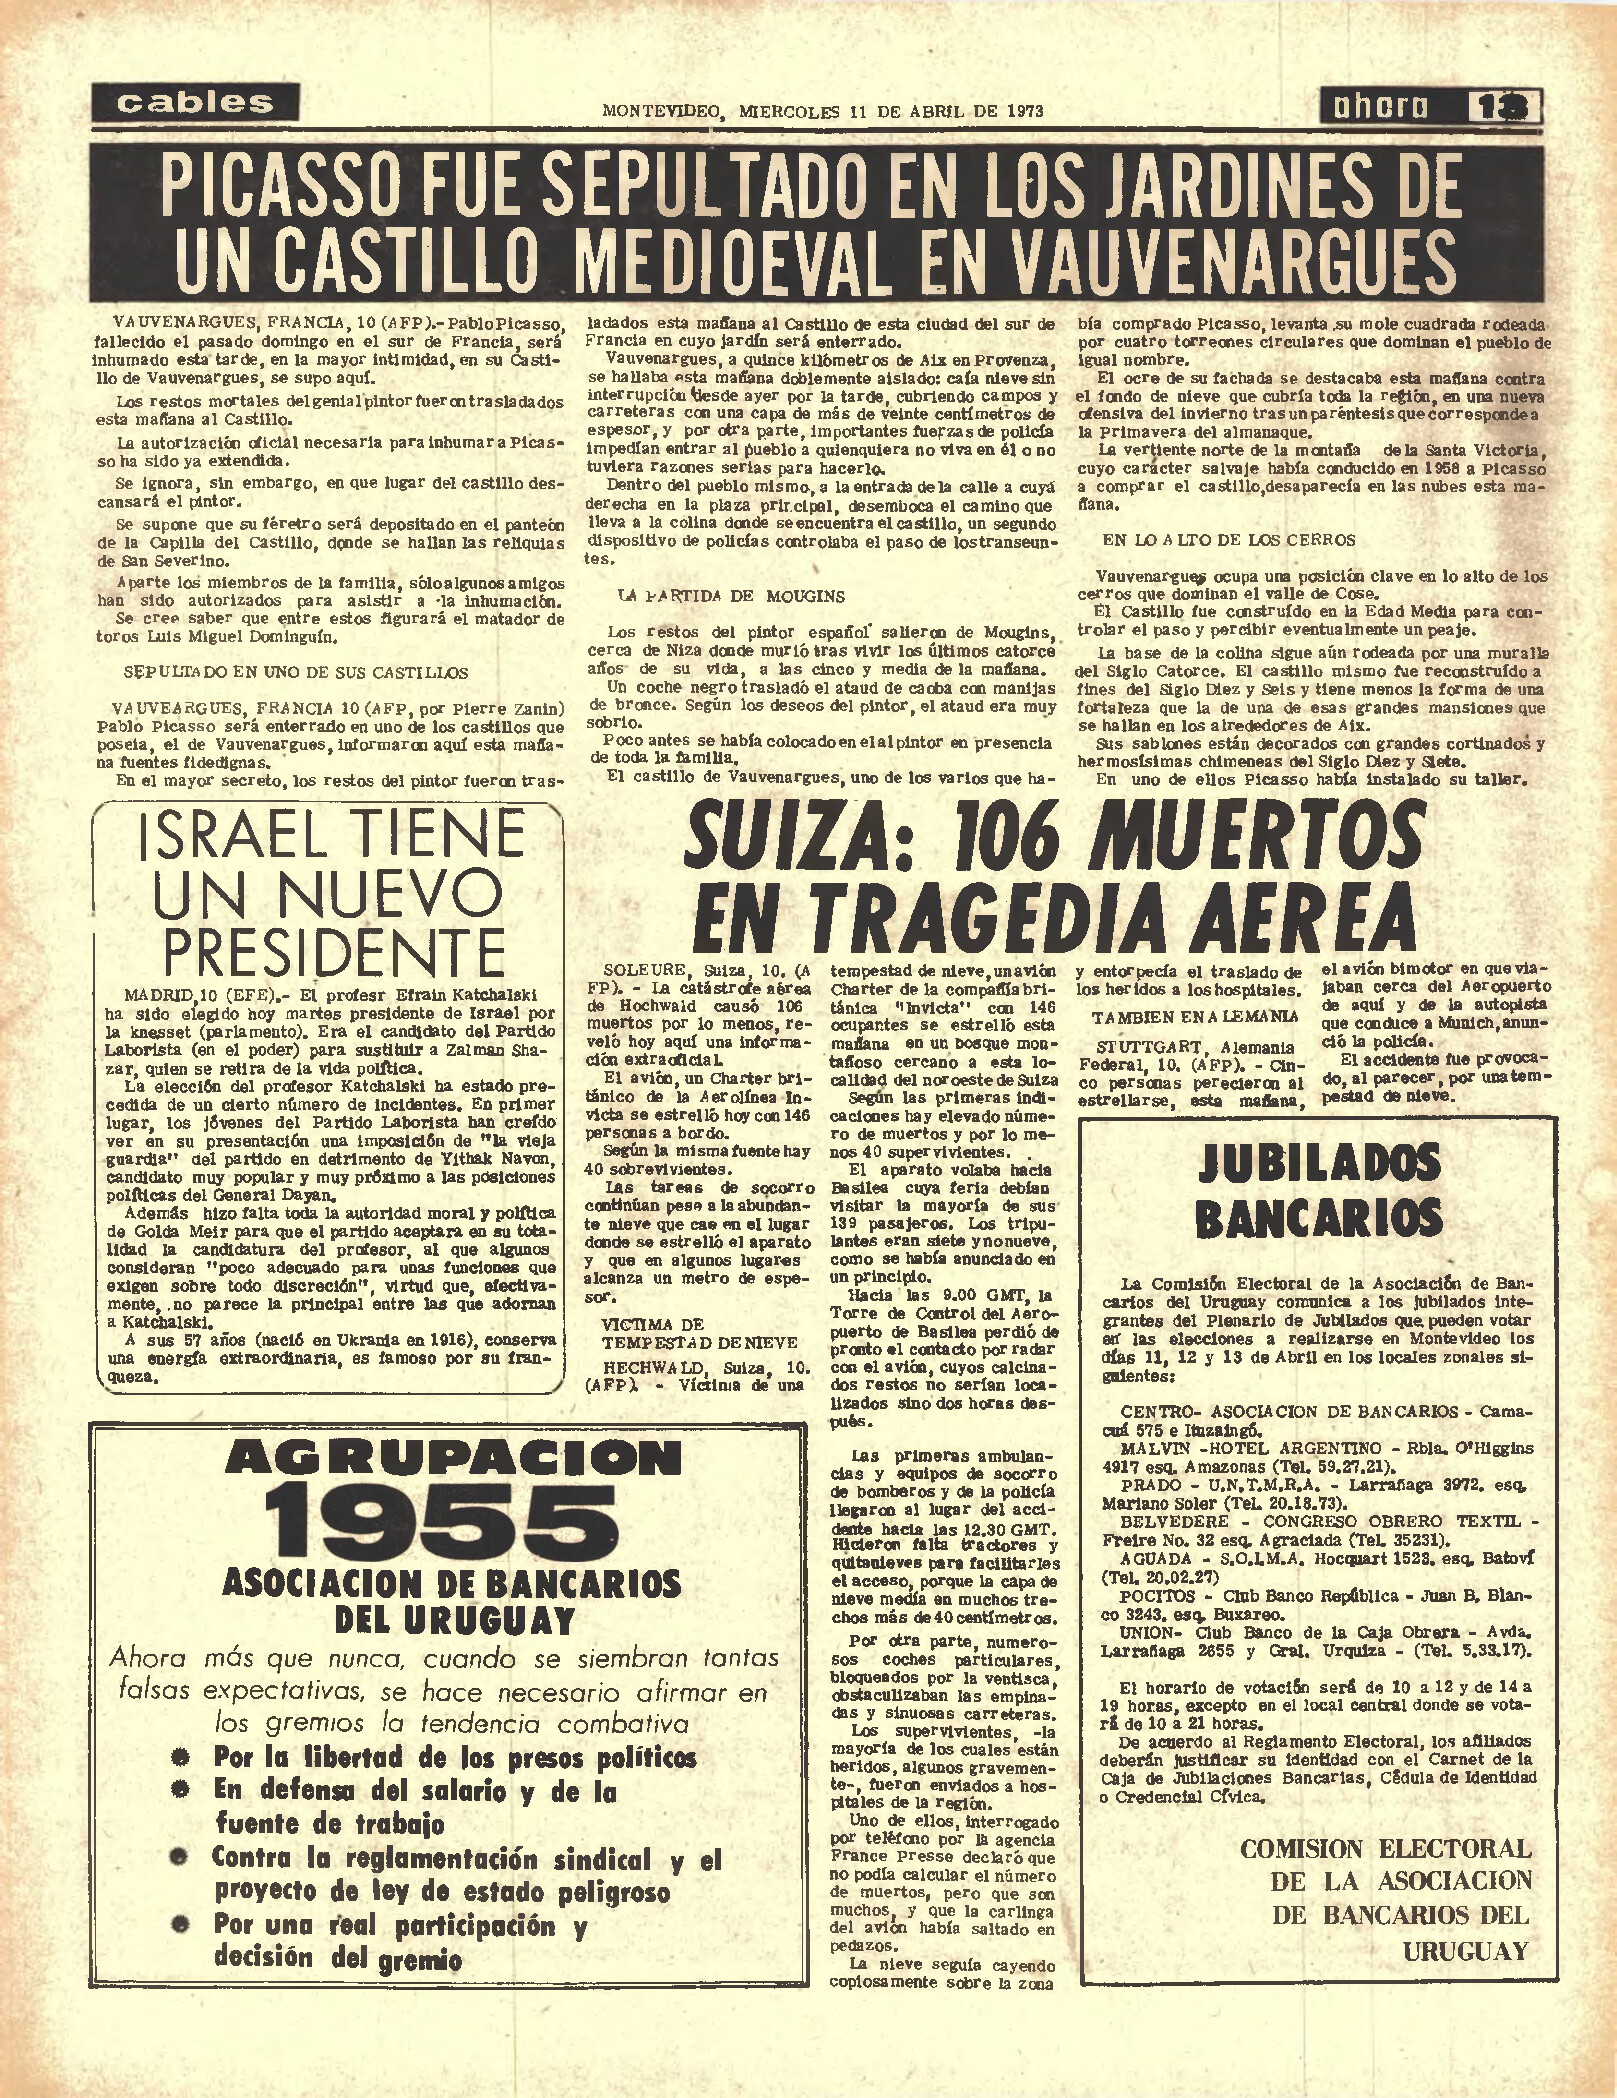 cables
MONTEVIDEO, MIERCOLES 11 DE ABRIL DE 1973
ahora 13
PICASSO FUE SEPULTADO EN LOS JARDINES DE
UN CASTILLO MEDIOEVAL EN VAUVENARGUES
VAUVENARGUES, FRANCIA, 10 (AFP).- Pablo Picasso,
fallecido el pasado domingo en el sur de Francia, será
inhumado esta tarde, en la mayor intimidad, en su Casti-
llo de Vauvenargues, se supo aquí.
Los restos mortales del genial pintor fueron trasladados
esta mañana al Castillo.
La autorización oficial necesaria para inhumar a Picas-
so ha sido ya extendida.
Se ignora, sin embargo, en que lugar del castillo des-
cansará el pintor.
Se supone que su féretro será depositado en el panteón
de la Capilla del Castillo, donde se hallan las reliquias
de San Severino.
Aparte los miembros de la familia, sólo algunos amigos
han sido autorizados para asistir a la inhumación.
Se cree saber que entre estos figurará el matador de
toros Luis Miguel Dominguín.
SEPULTADO EN UNO DE SUS CASTILLOS
VAUVEARGUES, FRANCIA 10 (AFP, por Pierre Zanin)
Pablo Picasso será enterrado en uno de los castillos que
poseia, el de Vauvenargues, informaron aquí esta maña-
na fuentes fidedignas.
En el mayor secreto, los restos del pintor fueron tras-
ladados esta mañana al Castillo de esta ciudad del sur de
Francia en cuyo jardín será enterrado.
Vauvenargues, a quince kilómetros de Aix en Provenza,
se hallaba esta mañana doblemente aislado: caía nieve sin
interrupción desde ayer por la tarde, cubriendo campos y
carreteras con una capa de más de veinte centímetros de
espesor, y por otra parte, importantes fuerzas de policía
impedían entrar al pueblo a quienquiera no viva en él o no
tuviera razones serias para hacerlo.
Dentro del pueblo mismo, a la entrada de la calle a cuya
derecha en la plaza principal, desemboca el camino que
lleva a la colina donde se encuentra el castillo, un segundo
dispositivo de policías controlaba el paso de los transeun-
tes.
LA PARTIDA DE MOUGINS
Los restos del pintor español salieron de Mougins,
cerca de Niza donde murió tras vivir los últimos catorce
años de su vida, a las cinco y media de la mañana.
Un coche negro trasladó el ataud de caoba con manijas
de bronce. Según los deseos del pintor, el ataud era muy
sobrio.
Poco antes se había colocado en el al pintor en presencia
de toda la familia.
El castillo de Vauvenargues, uno de los varios que ha-
bía comprado Picasso, levanta su mole cuadrada rodeada
por cuatro torreones circulares que dominan el pueblo de
igual nombre.
El ocre de su fachada se destacaba esta mañana contra
el fondo de nieve que cubría toda la región, en una nueva
ofensiva del invierno tras un paréntesis que corresponde a
la Primavera del almanaque.
La vertiente norte de la montaña de la Santa Victoria,
cuyo carácter salvaje había conducido en 1958 a Picasso
a comprar el castillo, desaparecía en las nubes esta ma-
ñana.
EN LO ALTO DE LOS CERROS
Vauvenargues ocupa una posición clave en lo alto de los
cerros que dominan el valle de Cose.
El Castillo fue construído en la Edad Media para con-
trolar el paso y percibir eventualmente un peaje.
La base de la colina sigue aún rodeada por una muralla
del Siglo Catorce. El castillo mismo fue reconstruído a
fines del Siglo Diez y Seis y tiene menos la forma de una
fortaleza que la de una de esas grandes mansiones que
se hallan en los alrededores de Aix.
Sus sablones están decorados con grandes cortinados y
hermosísimas chimeneas del Siglo Diez y Siete.
En uno de ellos Picasso había instalado su taller.
ISRAEL TIENE
UN NUEVO
PRESIDENTE
MADRID, 10 (EFE).- El profesr Efrain Katchalski
ha sido elegido hoy martes presidente de Israel por
la knesset (parlamento). Era el candidato del Partido
Laborista (en el poder) para sustituir a Zalman Sha-
zar, quien se retira de la vida política.
La elección del profesor Katchalski ha estado pre-
cedida de un cierto número de incidentes. En primer
lugar, los jóvenes del Partido Laborista han creído
ver en su presentación una imposición de "la vieja
guardia" del partido en detrimento de Yithak Navon,
candidato muy popular y muy próximo a las posiciones
políticas del General Dayan.
Además hizo falta toda la autoridad moral y política
de Golda Meir para que el partido aceptara en su tota-
lidad la candidatura del profesor, al que algunos
consideran "poco adecuado para unas funciones que
exigen sobre todo discreción", virtud que, efectiva-
mente, no parece la principal entre las que adornan
a Katchalski.
A sus 57 años (nació en Ukrania en 1916), conserva
una energía extraordinaria, es famoso por su fran-
queza.
SUIZA: 106 MUERTOS
EN TRAGEDIA AEREA
SOLEURE, Suiza, 10. (A
FP). - La catástrofe aérea
de Hochwald causó 106
muertos por lo menos, re-
veló hoy aquí una informa-
ción extraoficial.
El avión, un Charter bri-
tánico de la Aerolínea In-
victa se estrelló hoy con 146
personas a bordo.
Según la misma fuente hay
40 sobrevivientes.
Las tareas de socorro
continúan pese a la abundan-
te nieve que cae en el lugar
donde se estrelló el aparato
y que en algunos lugares
alcanza un metro de espe-
sor.
VICTIMA DE
TEMPESTAD DE NIEVE
HECHWALD, Suiza, 10.
(AFP). - Víctima de una
tempestad de nieve, un avión
Charter de la compañía bri-
tánica "Invicta" con 146
ocupantes se estrelló esta
mañana en un bosque mon-
tañoso cercano a esta lo-
calidad del noroeste de Suiza
Según las primeras indi-
caciones hay elevado núme-
ro de muertos y por lo me-
nos 40 supervivientes.
El aparato volaba hacia
Basilea cuya feria debían
visitar la mayoría de sus
139 pasajeros. Los tripu-
lantes eran siete y no nueve,
como se había anunciado en
un principio.
Hacia las 9.00 GMT, la
Torre de Control del Aero-
puerto de Basilea perdió de
pronto el contacto por radar
con el avión, cuyos calcina-
dos restos no serían loca-
lizados sino dos horas des-
pués.
Las primeras ambulan-
cias y equipos de socorro
de bomberos y de la policía
llegaron al lugar del acci-
dente hacia las 12.30 GMT.
Hicieron falta tractores y
quitanieves para facilitarles
el acceso, porque la capa de
nieve medía en muchos tre-
chos más de 40 centímetros.
Por otra parte, numero-
sos coches particulares,
bloqueados por la ventisca,
obstaculizaban las empina-
das y sinuosas carreteras.
Los supervivientes, -la
mayoría de los cuales están
heridos, algunos gravemen-
te-, fueron enviados a hos-
pitales de la región.
Uno de ellos, interrogado
por teléfono por la agencia
France Presse declaró que
no podía calcular el número
de muertos, pero que son
muchos, y que la carlinga
del avión había saltado en
pedazos.
La nieve seguía cayendo
copiosamente sobre la zona
y entorpecía el traslado de
los heridos a los hospitales.
TAMBIEN EN ALEMANIA
STUTTGART, Alemania
Federal, 10. (AFP). - Cin-
co personas perecieron al
estrellarse, esta mañana,
el avión bimotor en que via-
jaban cerca del Aeropuerto
de aquí y de la autopista
que conduce a Munich, anun-
ció la policía.
El accidente fue provoca-
do, al parecer, por una tem-
pestad de nieve.
AGRUPACION
1955
ASOCIACION DE BANCARIOS
DEL URUGUAY
Ahora más que nunca, cuando se siembran tantas
falsas expectativas, se hace necesario afirmar en
los gremios la tendencia combativa
● Por la libertad de los presos políticos
● En defensa del salario y de la
fuente de trabajo
● Contra la reglamentación sindical y el
proyecto de ley de estado peligroso
● Por una real participación y
decisión del gremio
JUBILADOS
BANCARIOS
La Comisión Electoral de la Asociación de Ban-
carios del Uruguay comunica a los jubilados inte-
grantes del Plenario de Jubilados que pueden votar
en las elecciones a realizarse en Montevideo los
días 11, 12 y 13 de Abril en los locales zonales si-
guientes:
CENTRO- ASOCIACION DE BANCARIOS - Cama-
cuá 575 e Ituzaingó.
MALVIN -HOTEL ARGENTINO - Rbla. O'Higgins
4917 esq. Amazonas (Tel. 59.27.21).
PRADO - U.N.T.M.R.A. - Larrañaga 3972. esq.
Mariano Soler (Tel. 20.18.73).
BELVEDERE - CONGRESO OBRERO TEXTIL -
Freire No. 32 esq. Agraciada (Tel. 35231).
AGUADA - S.O.I.M.A. Hocquart 1523. esq. Batoví
(Tel. 20.02.27)
POCITOS - Club Banco República - Juan B. Blan-
co 3243. esq. Buxareo.
UNION- Club Banco de la Caja Obrera - Avda.
Larrañaga 2655 y Gral. Urquiza - (Tel. 5.33.17).
El horario de votación será de 10 a 12 y de 14 a
19 horas, excepto en el local central donde se vota-
rá de 10 a 21 horas.
De acuerdo al Reglamento Electoral, los afiliados
deberán justificar su identidad con el Carnet de la
Caja de Jubilaciones Bancarias, Cédula de Identidad
o Credencial Cívica.
COMISION ELECTORAL
DE LA ASOCIACION
DE BANCARIOS DEL
URUGUAY